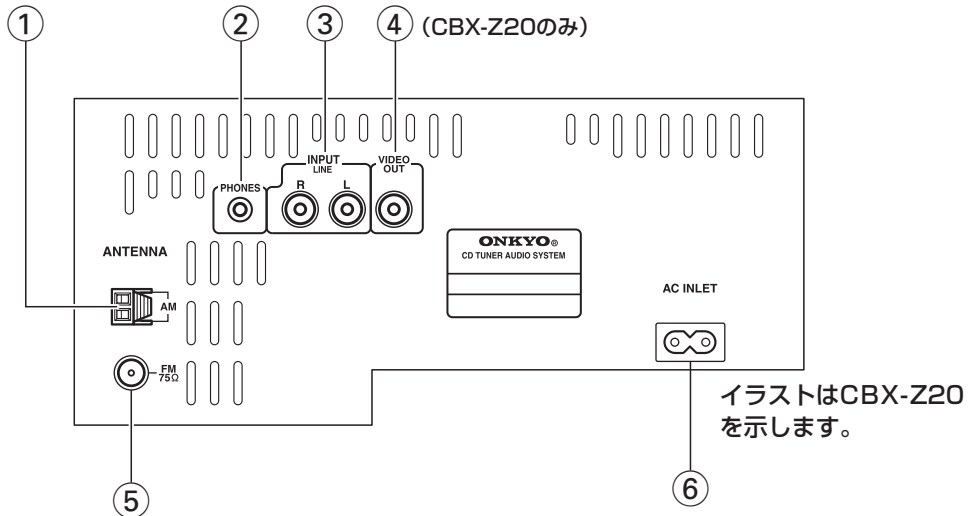 ① ② ③ ④ (CBX-Z20のみ)
INPUT
LINE
VIDEO
OUT
PHONES
R L
ANTENNA
ONKYO®
CD TUNER AUDIO SYSTEM
AC INLET
AM
FM
75Ω
イラストはCBX-Z20
を示します。
⑤ ⑥